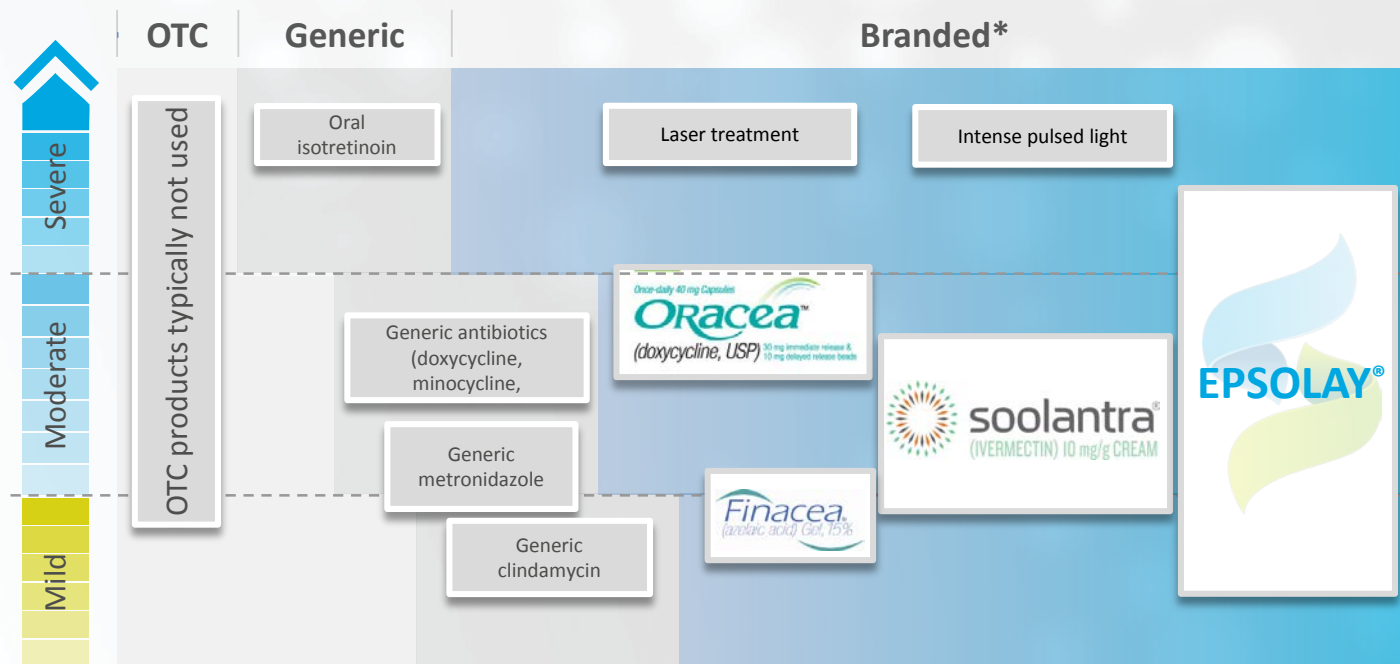 OTC
Generic
Branded*
Severe
Moderate
Mild
OTC products typically not used
Oral
isotretinoin
Laser treatment
Intense pulsed light
Generic antibiotics
(doxycycline,
minocycline,
Generic
metronidazole
Generic
clindamycin
Once-daily 40 mg Capsules
ORACEA™
(doxycycline, USP) 30 mg immediate release &
10 mg delayed release beads
Finacea®
(azelaic acid) Gel, 15%
soolantra®
(IVERMECTIN) 10 mg/g CREAM
EPSOLAY®